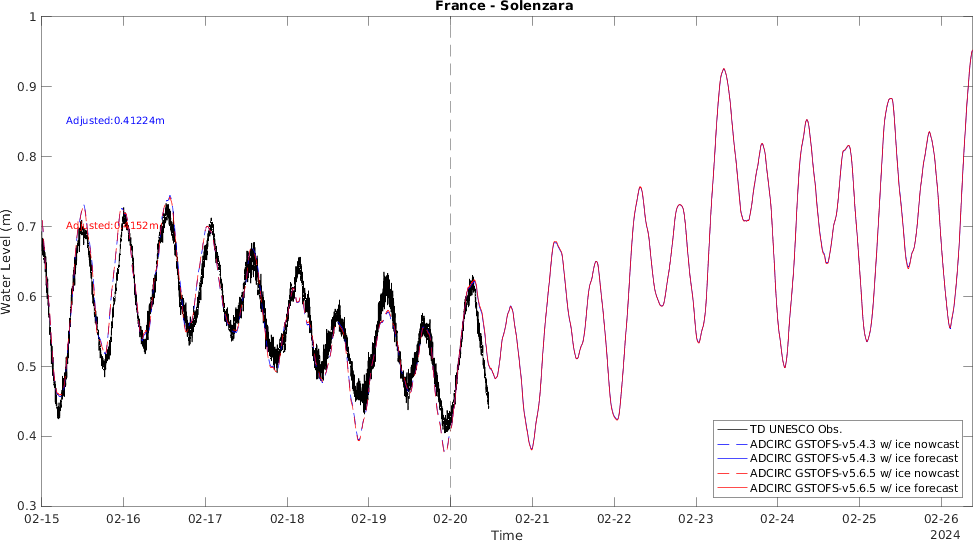 France - Solenzara
1
0.9
0.8
0.7
0.6
0.5
0.4
0.3
Water Level (m)
Adjusted:0.41224m
TD UNESCO Obs.
ADCIRC GSTOFS-v5.4.3 w/ ice nowcast
ADCIRC GSTOFS-v5.4.3 w/ ice forecast
ADCIRC GSTOFS-v5.6.5 w/ ice nowcast
ADCIRC GSTOFS-v5.6.5 w/ ice forecast
02-15 02-16 02-17 02-18 02-19 02-20 02-21 02-22 02-23 02-24 02-25 02-26
2024
Time